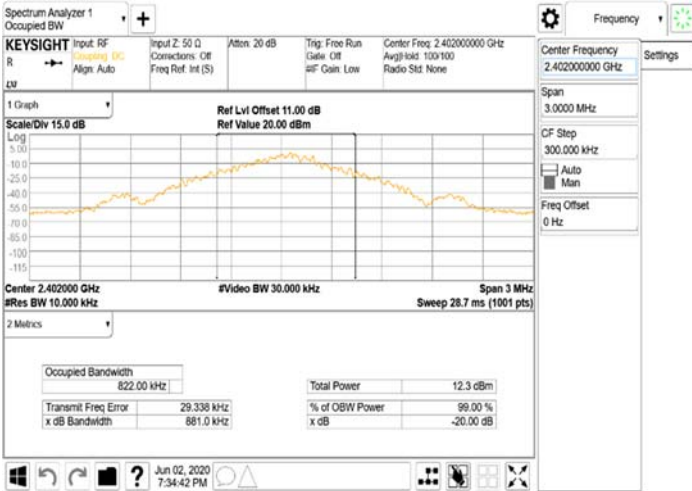 Spectrum Analyzer 1
Occupied BW
Frequency
KEYSIGHT
R
LXI
Input: RF
Coupling: DC
Align: Auto
Input Z: 50 Ω
Corrections: Off
Freq Ref: Int (S)
Atten: 20 dB
Trig: Free Run
Gate: Off
#IF Gain: Low
Center Freq: 2.402000000 GHz
Avg|Hold: 100/100
Radio Std: None
Center Frequency
2.402000000 GHz
Settings
Span
3.0000 MHz
CF Step
300.000 kHz
Auto
Man
Freq Offset
0 Hz
1 Graph
Scale/Div 15.0 dB
Ref Lvl Offset 11.00 dB
Ref Value 20.00 dBm
Log
5.00
-10.0
-25.0
-40.0
-55.0
-70.0
-85.0
-100
-115
Center 2.402000 GHz
#Res BW 10.000 kHz
#Video BW 30.000 kHz
Span 3 MHz
Sweep 28.7 ms (1001 pts)
2 Metrics
Occupied Bandwidth
822.00 kHz
Total Power 12.3 dBm
Transmit Freq Error 29.338 kHz
% of OBW Power 99.00 %
x dB Bandwidth 881.0 kHz
x dB -20.00 dB
?
Jun 02, 2020
7:34:42 PM